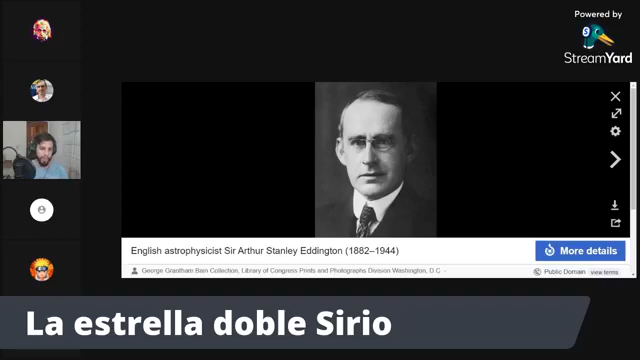 Powered by
StreamYard
English astrophysicist Sir Arthur Stanley Eddington (1882–1944)
More details
George Grantham Bain Collection, Library of Congress Prints and Photographs Division Washington, D.C -
Public Domain view terms
La estrella doble Sirio